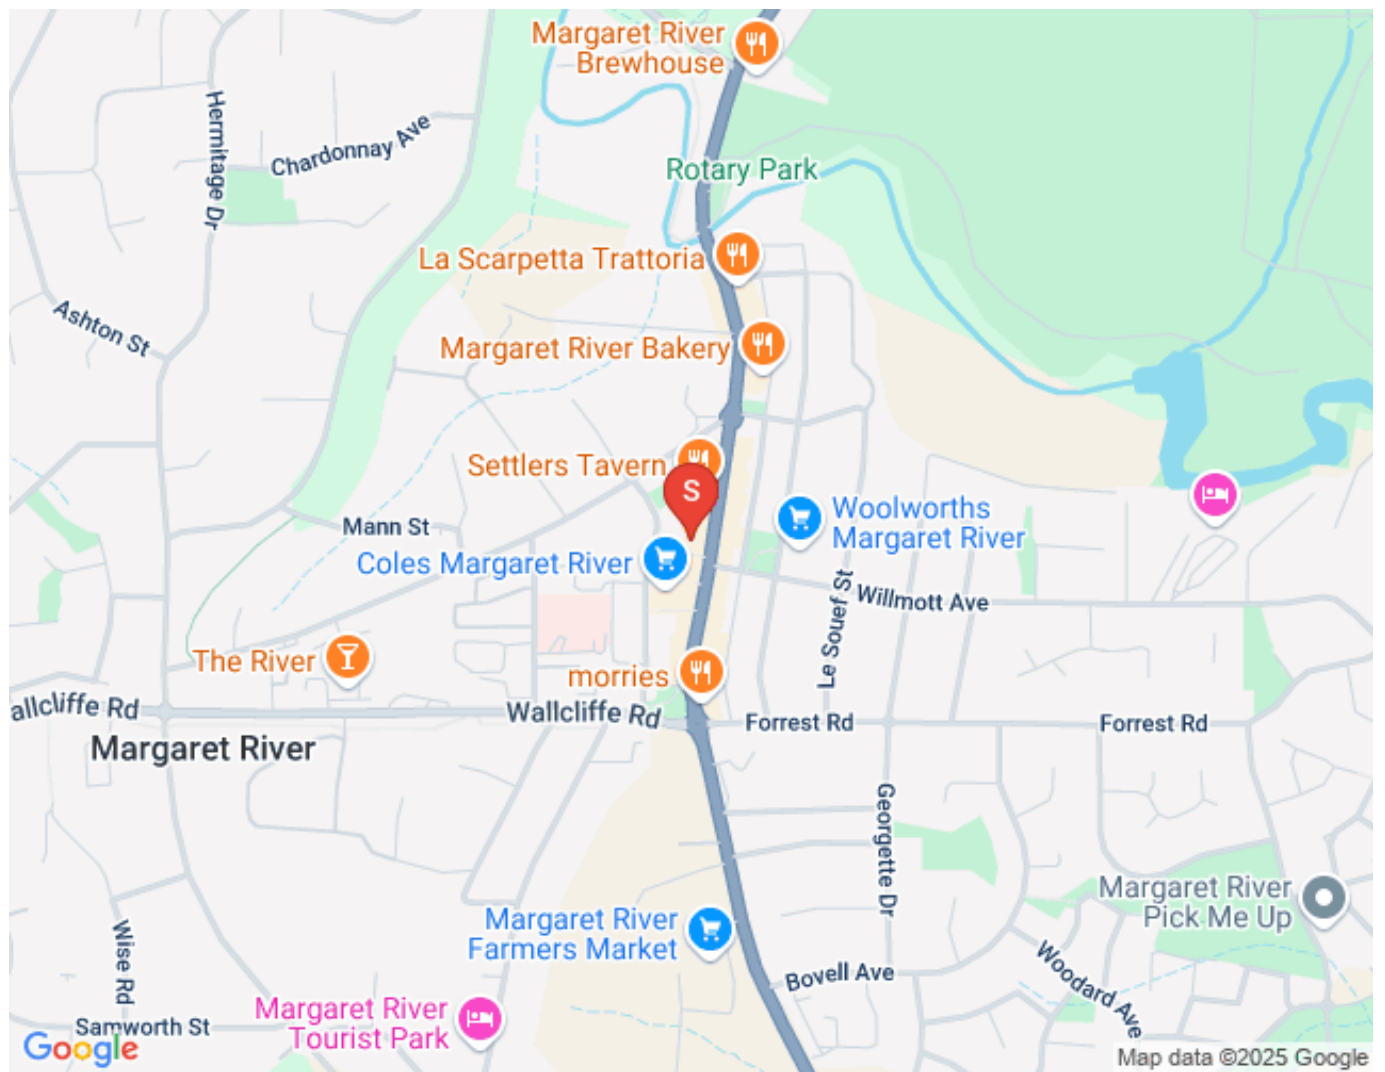 Margaret River
Brewhouse
Hermitage Dr
Chardonnay Ave
Rotary Park
La Scarpetta Trattoria
Ashton St
Margaret River Bakery
Settlers Tavern
S
Mann St
Woolworths
Margaret River
Coles Margaret River
Willmott Ave
Le Souef St
The River
morries
allcliffe Rd
Wallcliffe Rd
Forrest Rd
Forrest Rd
Margaret River
Georgette Dr
Margaret River
Pick Me Up
Margaret River
Farmers Market
Wise Rd
Bovell Ave
Woodard Ave
Margaret River
Tourist Park
Samworth St
Google
Map data ©2025 Google